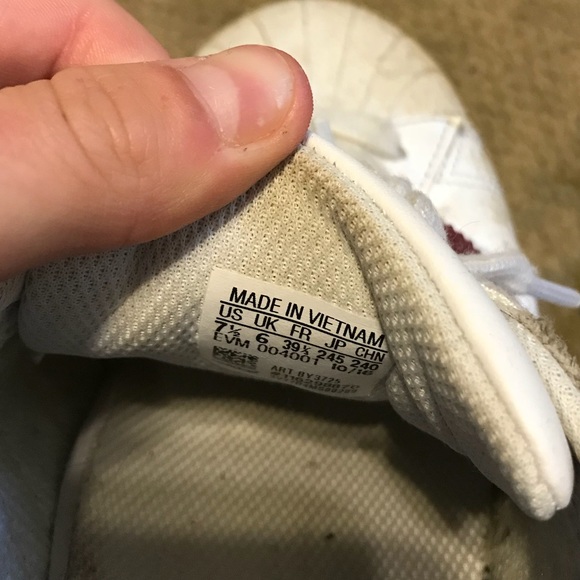 MADE IN VIETNAM
US UK FR JP CHN
7½ 6 39⅓ 245 240
EVM 004001 10/16
ART BY3725